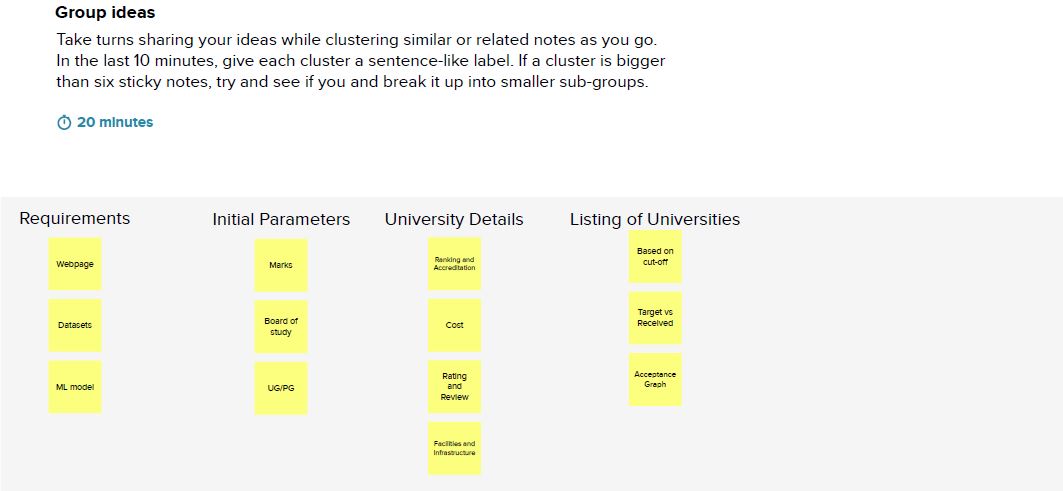 Group ideas
Take turns sharing your ideas while clustering similar or related notes as you go.
In the last 10 minutes, give each cluster a sentence-like label. If a cluster is bigger
than six sticky notes, try and see if you and break it up into smaller sub-groups.
20 minutes
Requirements
Webpage
Datasets
ML model
Initial Parameters
Marks
Board of
study
UG/PG
University Details
Ranking and
Accreditation
Cost
Rating
and
Review
Facilities and
Infrastructure
Listing of Universities
Based on
cut-off
Target vs
Received
Acceptance
Graph